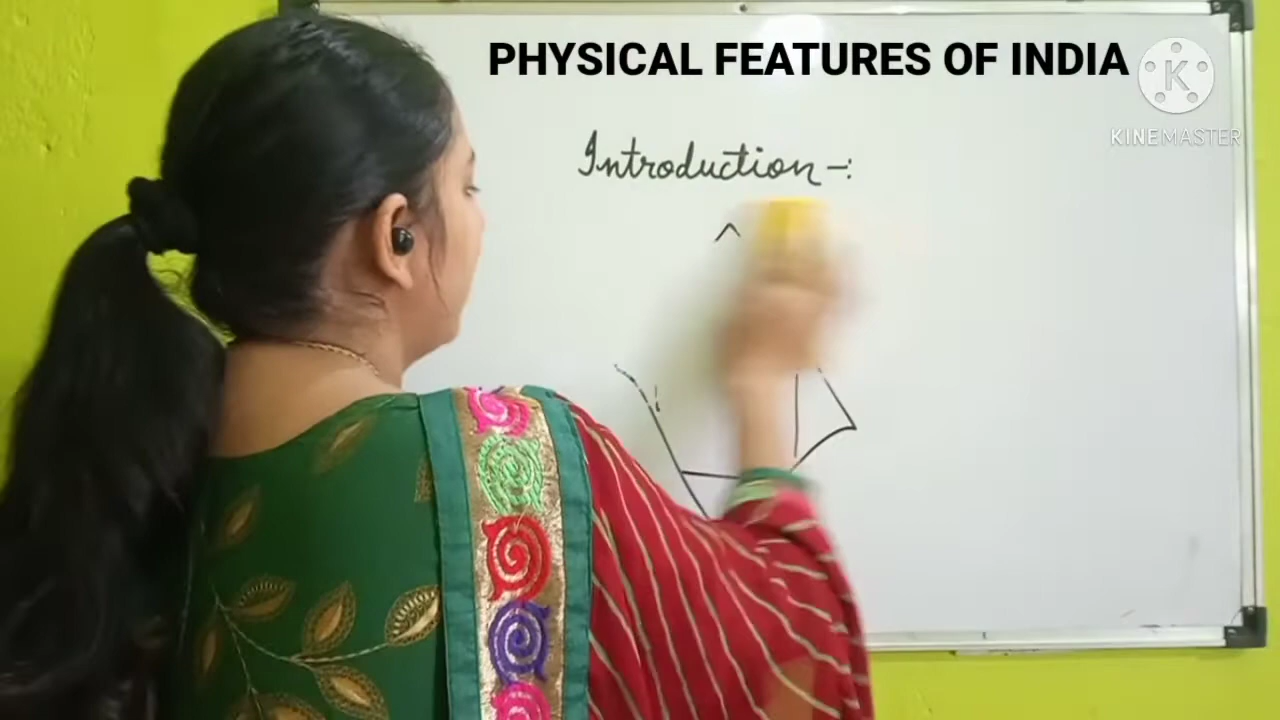 PHYSICAL FEATURES OF INDIA
K
KINEMASTER
Introduction -: